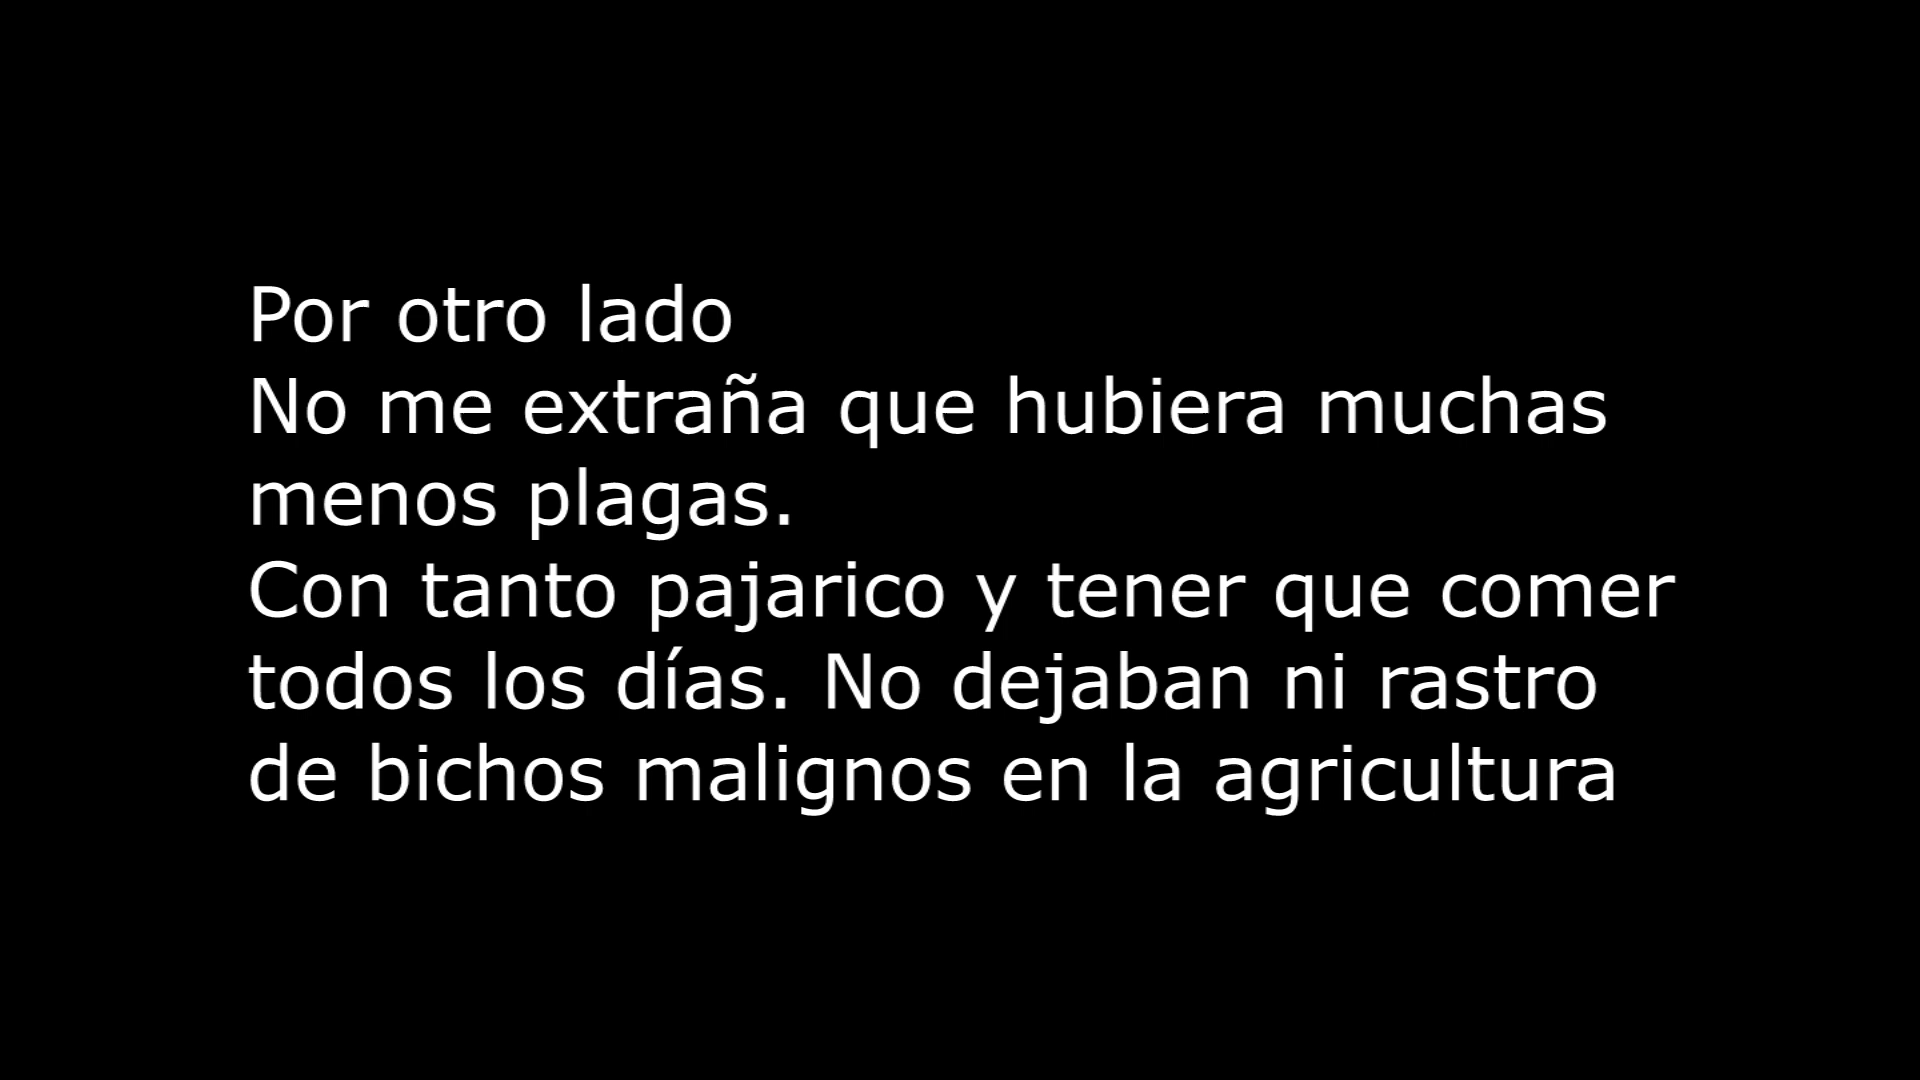 Por otro lado
No me extraña que hubiera muchas
menos plagas.
Con tanto pajarico y tener que comer
todos los días. No dejaban ni rastro
de bichos malignos en la agricultura